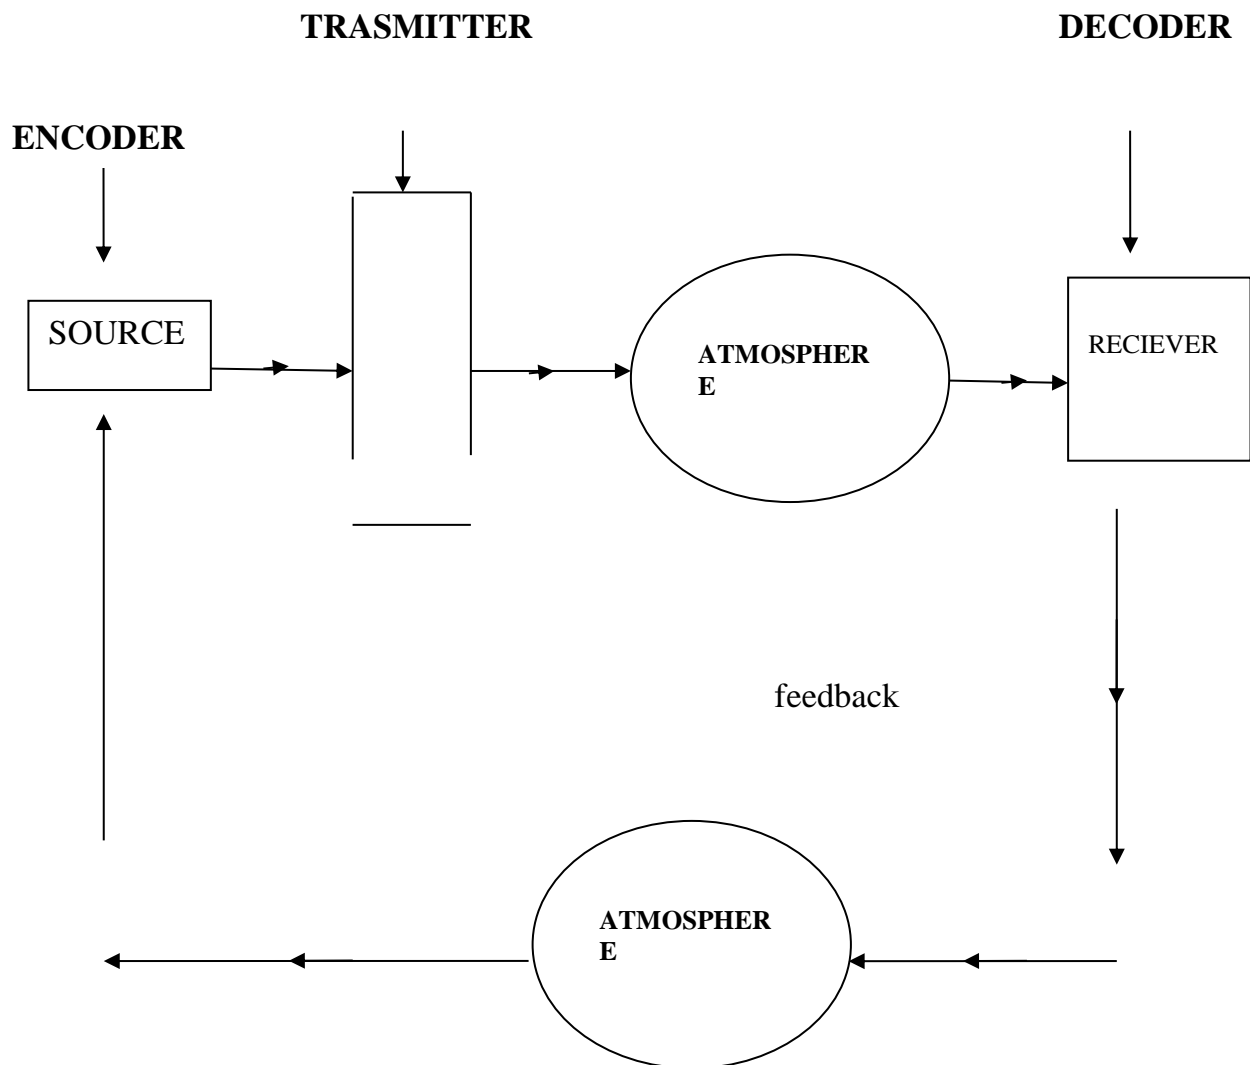 TRASMITTER
DECODER
ENCODER
SOURCE
ATMOSPHER
E
RECIEVER
feedback
ATMOSPHER
E